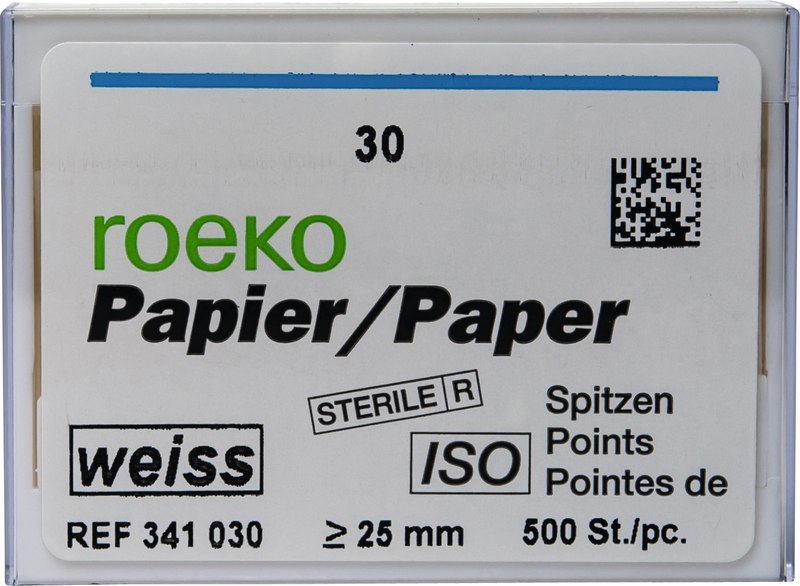 30
roeko
Papier/Paper
STERILE R
Spitzen
weiss
ISO
Points
Pointes de
REF 341 030
≥ 25 mm
500 St./pc.